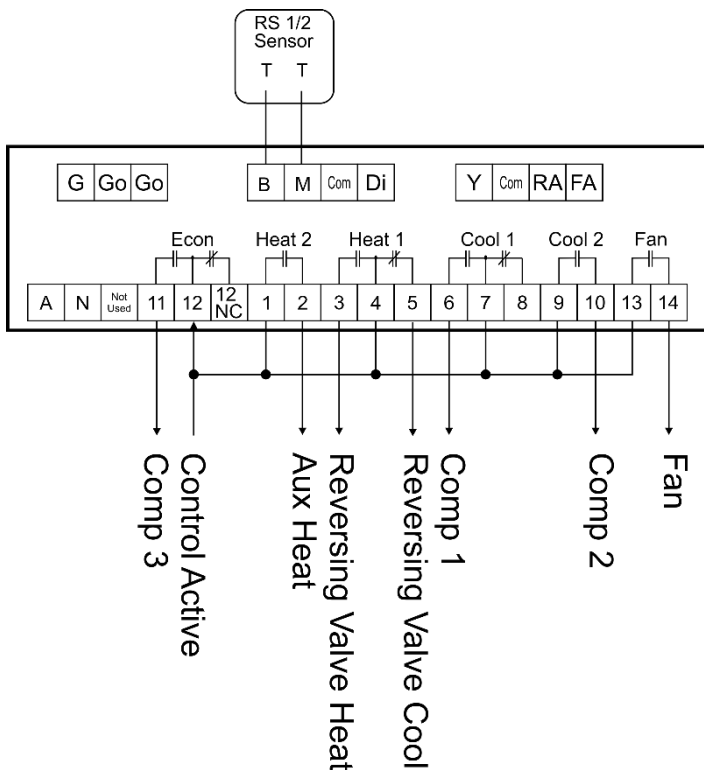 RS 1/2
Sensor
T T
G Go Go
B M Com Di
Y Com RA FA
Econ Heat 2 Heat 1 Cool 1 Cool 2 Fan
A N Not Used 11 12 12 NC 1 2 3 4 5 6 7 8 9 10 13 14
Comp 3
Control Active
Aux Heat
Reversing Valve Heat
Reversing Valve Cool
Comp 1
Comp 2
Fan